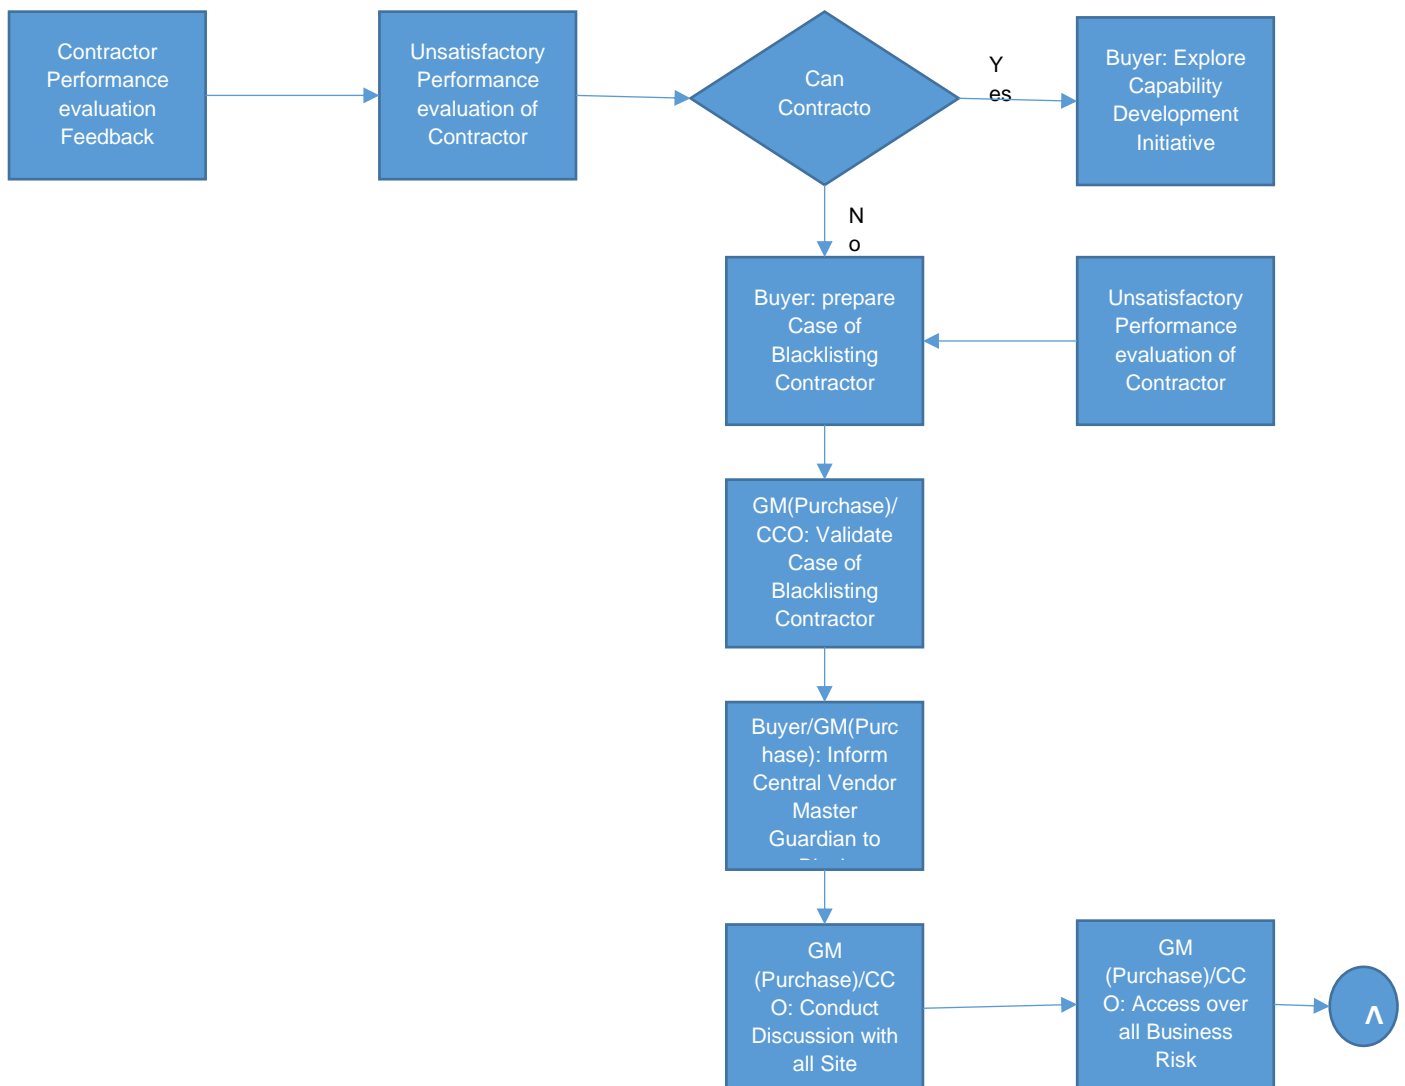 Contractor
Performance
evaluation
Feedback
Unsatisfactory
Performance
evaluation of
Contractor
Can
Contracto
Y
es
Buyer: Explore
Capability
Development
Initiative
N
o
Buyer: prepare
Case of
Blacklisting
Contractor
Unsatisfactory
Performance
evaluation of
Contractor
GM(Purchase)/
CCO: Validate
Case of
Blacklisting
Contractor
Buyer/GM(Purc
hase): Inform
Central Vendor
Master
Guardian to
GM
(Purchase)/CC
O: Conduct
Discussion with
all Site
GM
(Purchase)/CC
O: Access over
all Business
Risk